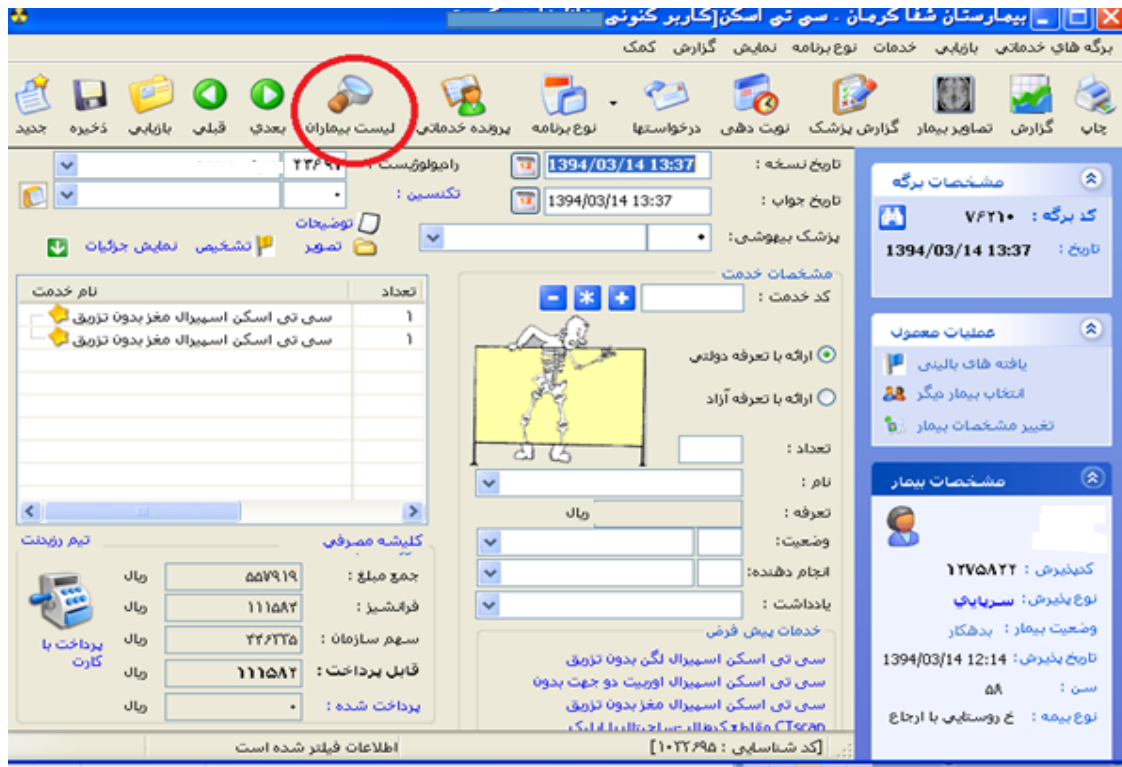 بیمارستان شفا کرمان . سی تی اسکن[کاربر کنونی
برگه های خدماتی بازیابی خدمات نوع برنامه نمایش گزارش کمک
چاپ گزارش تصاویر بیمار گزارش پزشک نوبت دهی درخواستها نوع برنامه پرونده خدماتی لیست بیماران بعدی قبلی بازیابی ذخیره جدید
مشخصات برگه
کد برگه : ۷۶۲۱۰
تاریخ : 1394/03/14 13:37
عملیات معمول
یافته های بالینی
انتخاب بیمار دیگر
تغییر مشخصات بیمار
مشخصات بیمار
کدپذیرش : ۱۲۷۵۸۲۲
نوع پذیرش: سرپایی
وضعیت بیمار : بدهکار
تاریخ پذیرش: 1394/03/14 12:14
سن : ۵۸
نوع بیمه : خ روستایی با ارجاع
تاریخ نسخه : 1394/03/14 13:37
تاریخ جواب : 1394/03/14 13:37
پزشک بیهوشی: ۰
رادیولوژیست
تکنسین : ۰
توضیحات
تصویر تشخیص نمایش جزئیات
مشخصات خدمت
کد خدمت :
ارائه با تعرفه دولتی
ارائه با تعرفه آزاد
تعداد :
نام :
تعرفه : ریال
وضعیت:
انجام دهنده:
یادداشت :
خدمات پیش فرض
سی تی اسکن اسپیرال لگن بدون تزریق
سی تی اسکن اسپیرال اوربیت دو جهت بدون
سی تی اسکن اسپیرال مغز بدون تزریق
CTscan مقاطع کرونال
تعداد نام خدمت
۱ سی تی اسکن اسپیرال مغز بدون تزریق
۱ سی تی اسکن اسپیرال مغز بدون تزریق
کلیشه مصرفی تیم رزیدنت
جمع مبلغ : ۵۵۷۹۱۹ ریال
فرانشیز : ۱۱۱۵۸۲ ریال
سهم سازمان : ۴۴۶۳۳۵ ریال
قابل پرداخت : ۱۱۱۵۸۲ ریال
پرداخت شده : ۰ ریال
پرداخت با
کارت
[کد شناسایی : ۱۰۲۲۶۹۵] اطلاعات فیلتر شده است